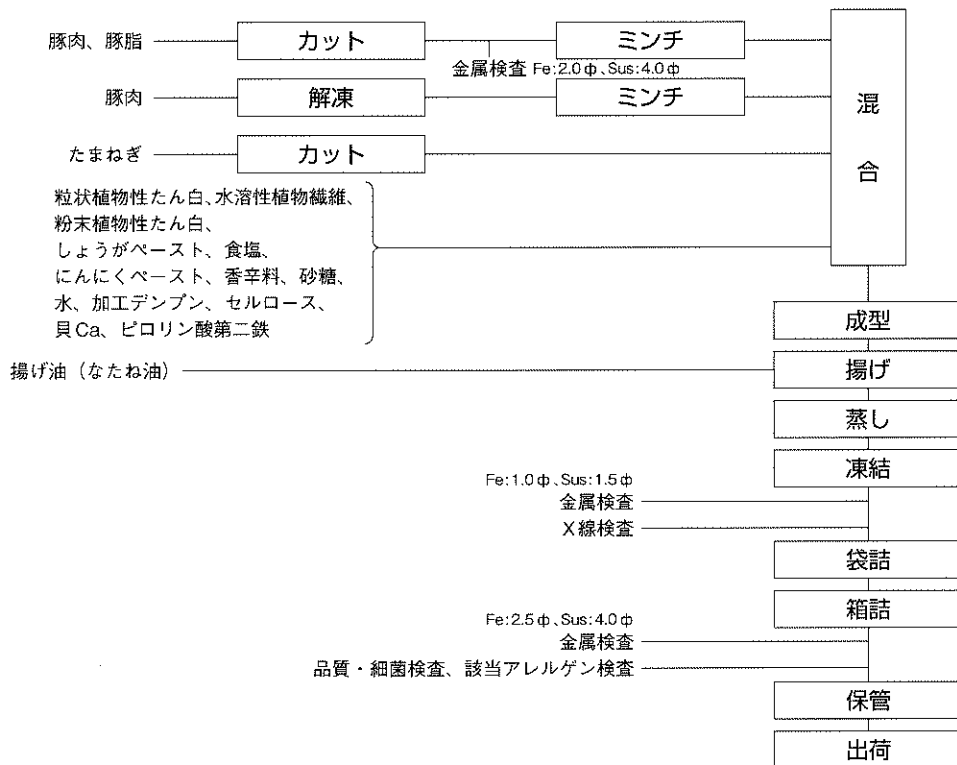 豚肉、豚脂
カット
ミンチ
金属検査 Fe:2.0φ、Sus:4.0φ
豚肉
解凍
ミンチ
混合
たまねぎ
カット
粒状植物性たん白、水溶性植物繊維、
粉末植物性たん白、
しょうがペースト、食塩、
にんにくペースト、香辛料、砂糖、
水、加工デンプン、セルロース、
貝Ca、ピロリン酸第二鉄
成型
揚げ油（なたね油）
揚げ
蒸し
凍結
Fe:1.0φ、Sus:1.5φ
金属検査
X線検査
袋詰
箱詰
Fe:2.5φ、Sus:4.0φ
金属検査
品質・細菌検査、該当アレルゲン検査
保管
出荷